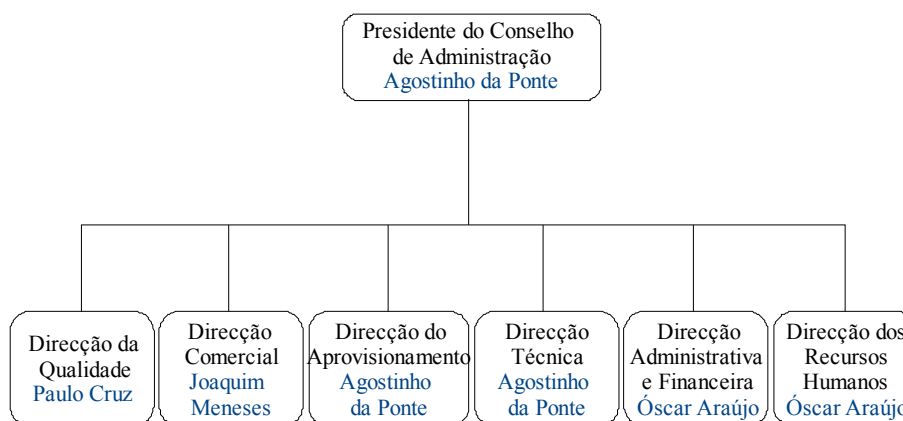 Presidente do Conselho
de Administração
Agostinho da Ponte
Direcção da
Qualidade
Paulo Cruz
Direcção
Comercial
Joaquim
Meneses
Direcção do
Aprovisionamento
Agostinho
da Ponte
Direcção
Técnica
Agostinho
da Ponte
Direcção
Administrativa
e Financeira
Óscar Araújo
Direcção dos
Recursos
Humanos
Óscar Araújo